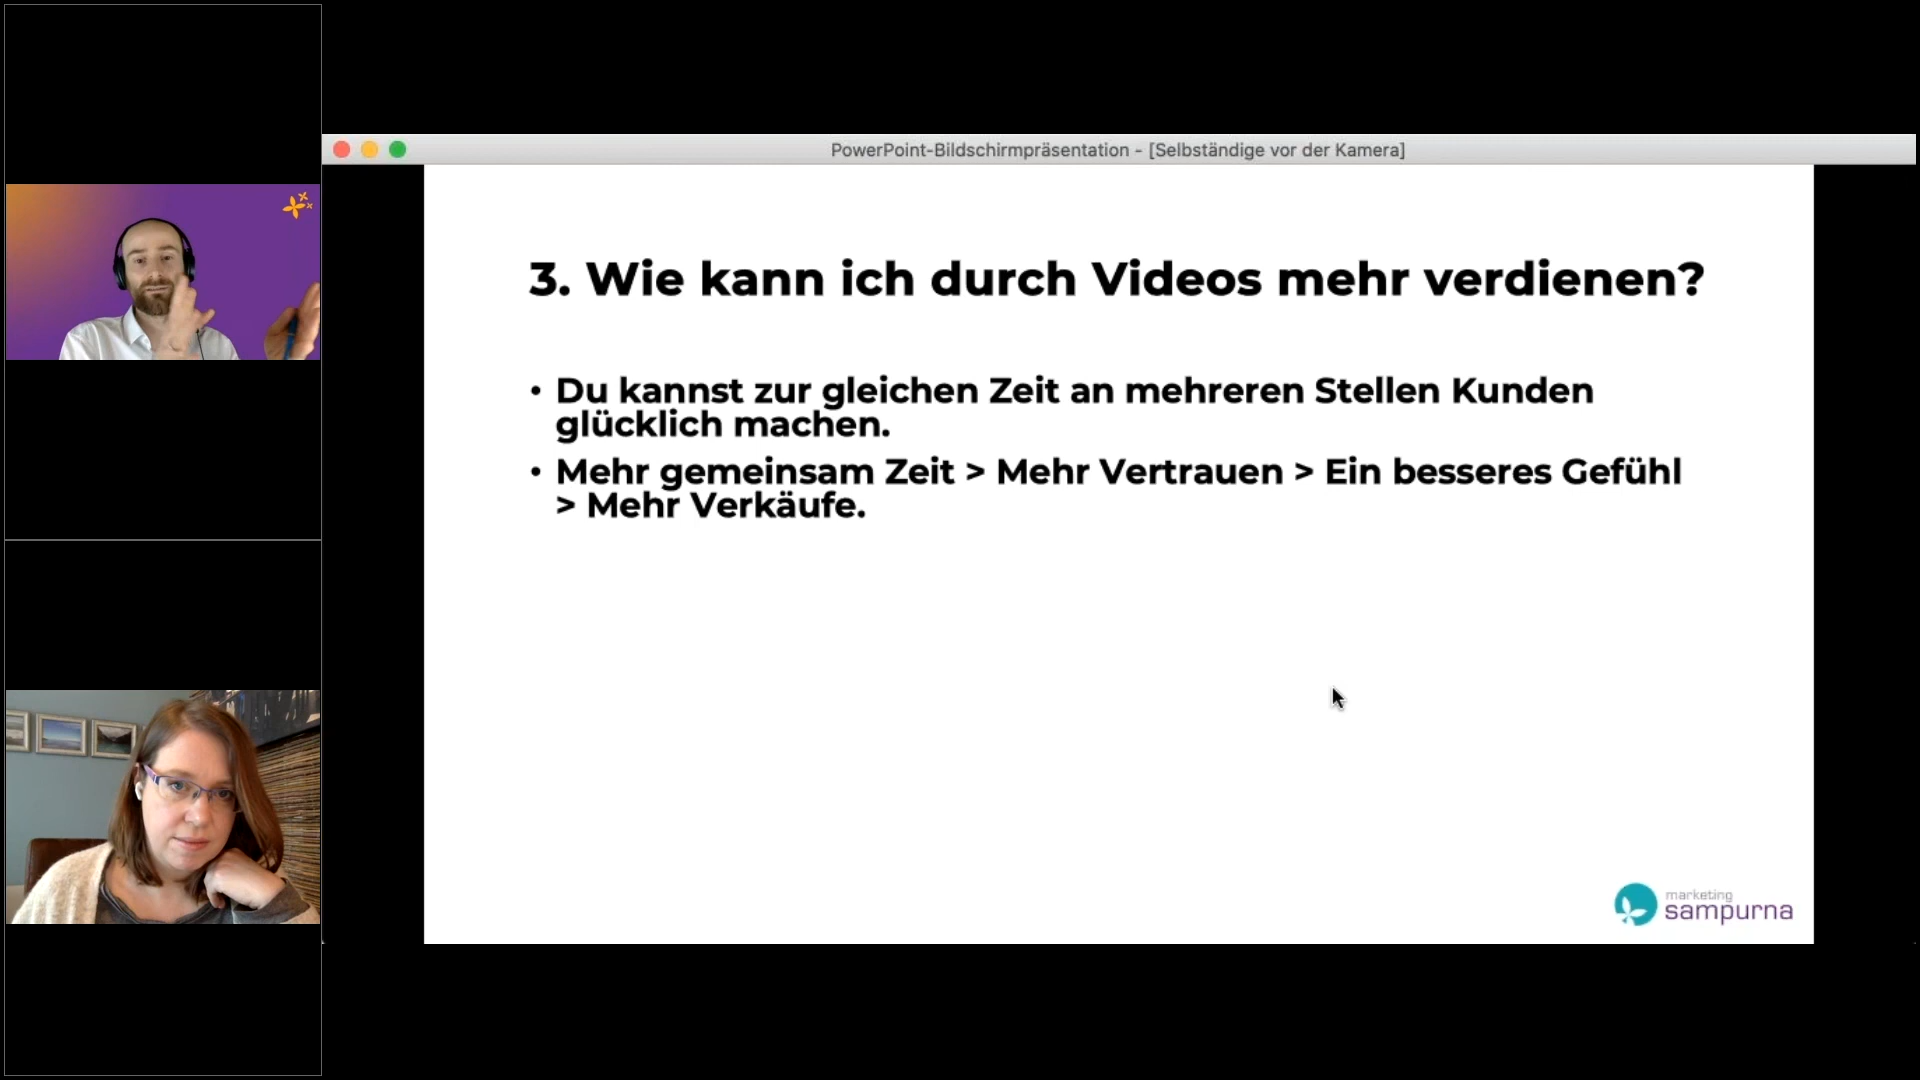 PowerPoint-Bildschirmpräsentation - [Selbständige vor der Kamera]
3. Wie kann ich durch Videos mehr verdienen?
• Du kannst zur gleichen Zeit an mehreren Stellen Kunden
glücklich machen.
• Mehr gemeinsam Zeit > Mehr Vertrauen > Ein besseres Gefühl
> Mehr Verkäufe.
marketing
sampurna